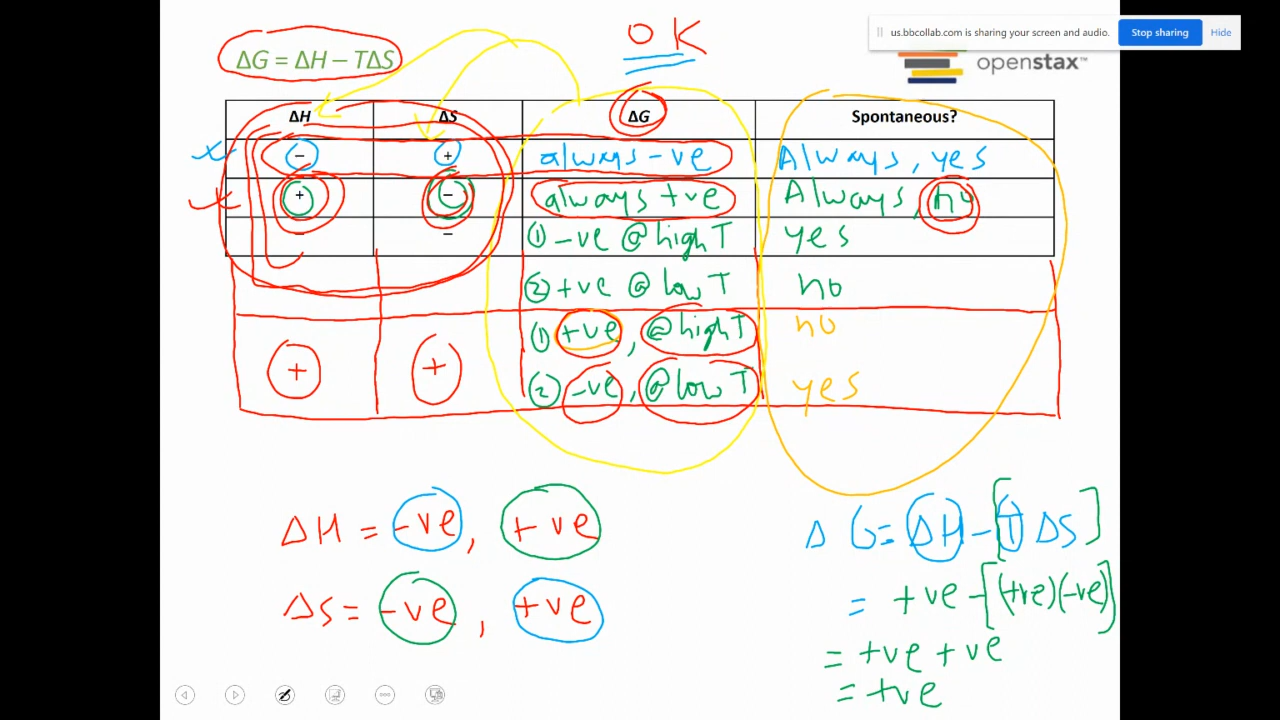 0 K
us.bbcollab.com is sharing your screen and audio. Stop sharing Hide
ΔG = ΔH – TΔS
openstax™
ΔH ΔS ΔG Spontaneous?
– + always -ve Always, yes
+ – always +ve Always, no
– – ① -ve @ high T yes
② +ve @ low T no
+ + ① +ve, @ high T no
② -ve, @ low T yes
ΔH = -ve, +ve
ΔS = -ve, +ve
ΔG = ΔH - [T ΔS]
= +ve - [(+ve)(-ve)]
= +ve + ve
= +ve